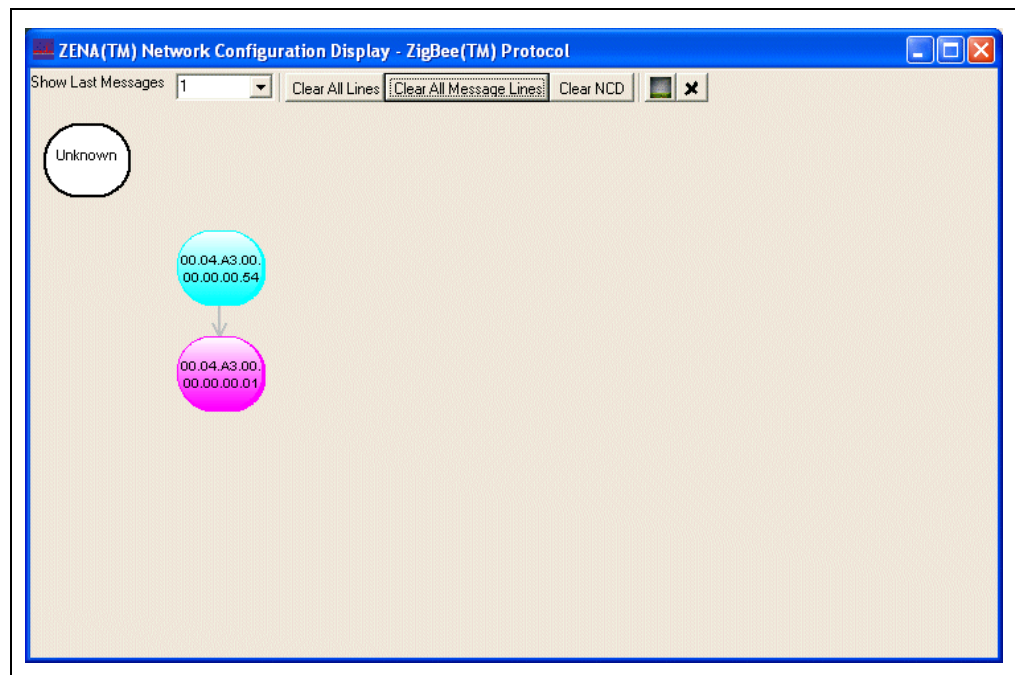 ZENA(TM) Network Configuration Display - ZigBee(TM) Protocol
Show Last Messages 1 Clear All Lines Clear All Message Lines Clear NCD
Unknown
00.04.A3.00.
00.00.00.54
00.04.A3.00.
00.00.00.01